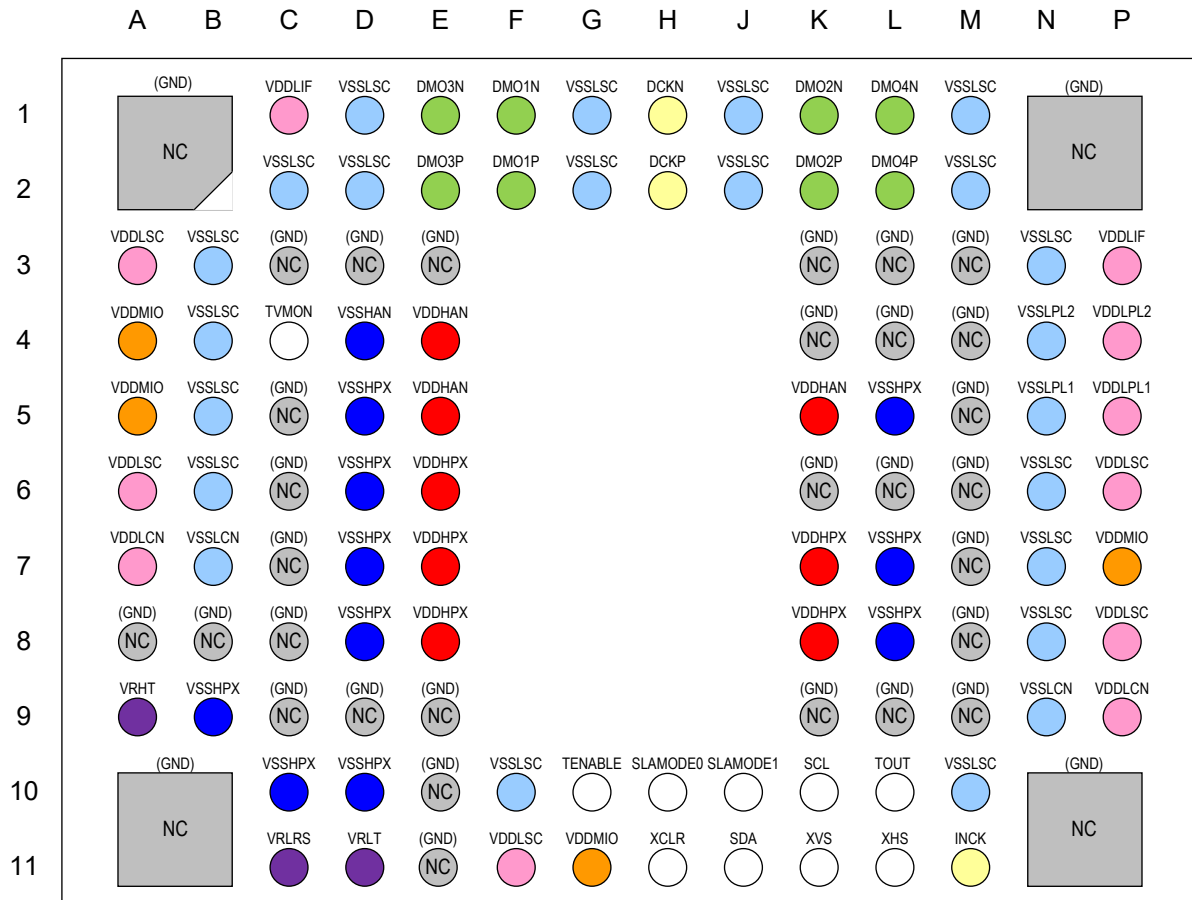 A B C D E F G H J K L M N P
(GND) VDDLIF VSSLSC DMO3N DMO1N VSSLSC DCKN VSSLSC DMO2N DMO4N VSSLSC (GND)
1
NC NC
VSSLSC VSSLSC DMO3P DMO1P VSSLSC DCKP VSSLSC DMO2P DMO4P VSSLSC
2
VDDLSC VSSLSC (GND) (GND) (GND) (GND) (GND) (GND) VSSLSC VDDLIF
3 NC NC NC NC NC NC
VDDMIO VSSLSC TVMON VSSHAN VDDHAN (GND) (GND) (GND) VSSLPL2 VDDLPL2
4 NC NC NC
VDDMIO VSSLSC (GND) VSSHPX VDDHAN VDDHAN VSSHPX (GND) VSSLPL1 VDDLPL1
5 NC NC
VDDLSC VSSLSC (GND) VSSHPX VDDHPX (GND) (GND) (GND) VSSLSC VDDLSC
6 NC NC NC NC
VDDLCN VSSLCN (GND) VSSHPX VDDHPX VDDHPX VSSHPX (GND) VSSLSC VDDMIO
7 NC NC
(GND) (GND) (GND) VSSHPX VDDHPX VDDHPX VSSHPX (GND) VSSLSC VDDLSC
8 NC NC NC NC
VRHT VSSHPX (GND) (GND) (GND) (GND) (GND) (GND) VSSLCN VDDLCN
9 NC NC NC NC NC NC
(GND) VSSHPX VSSHPX (GND) VSSLSC TENABLE SLAMODE0 SLAMODE1 SCL TOUT VSSLSC (GND)
10 NC
NC NC
VRLRS VRLT (GND) VDDLSC VDDMIO XCLR SDA XVS XHS INCK
11 NC